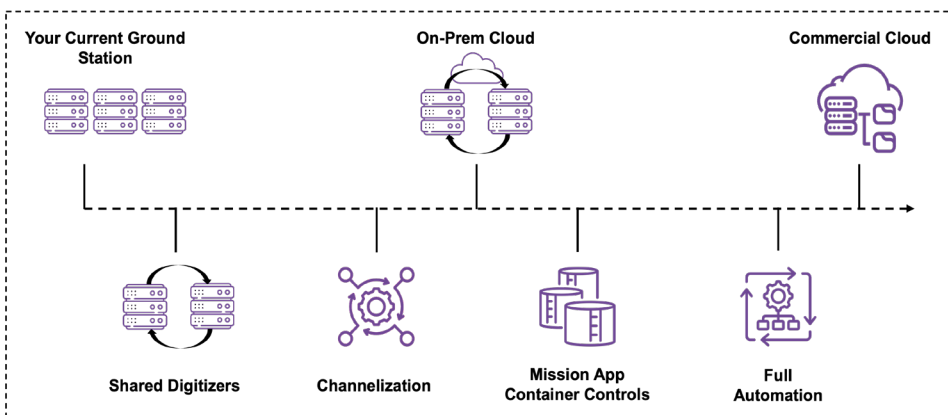 Your Current Ground
Station
On-Prem Cloud
Commercial Cloud
Shared Digitizers
Channelization
Mission App
Container Controls
Full
Automation